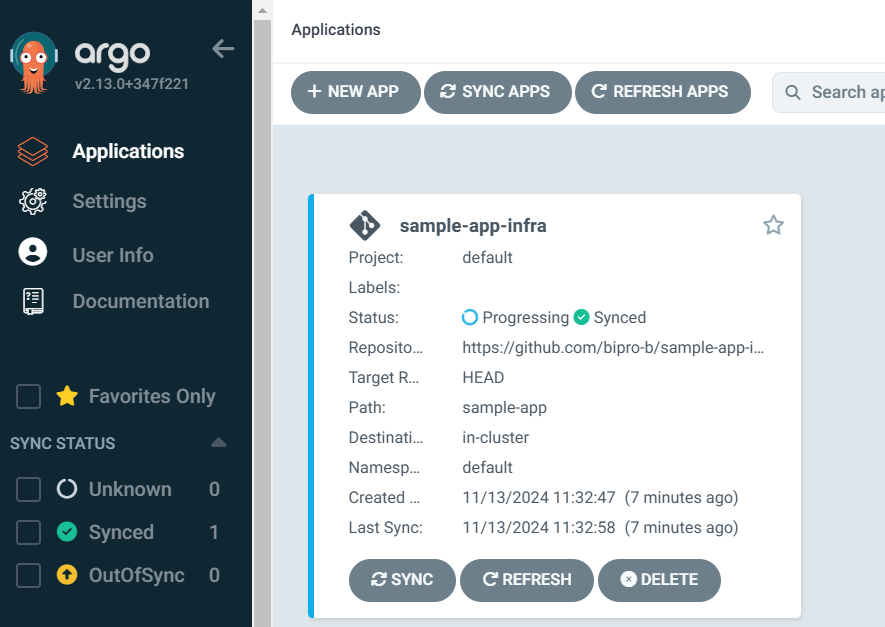 argo
v2.13.0+347f221
Applications
Settings
User Info
Documentation
Favorites Only
SYNC STATUS
Unknown 0
Synced 1
OutOfSync 0
Applications
+ NEW APP SYNC APPS REFRESH APPS Search ap
sample-app-infra
Project: default
Labels:
Status: Progressing Synced
Reposito... https://github.com/bipro-b/sample-app-i...
Target R... HEAD
Path: sample-app
Destinati... in-cluster
Namesp... default
Created ... 11/13/2024 11:32:47 (7 minutes ago)
Last Sync: 11/13/2024 11:32:58 (7 minutes ago)
SYNC REFRESH DELETE